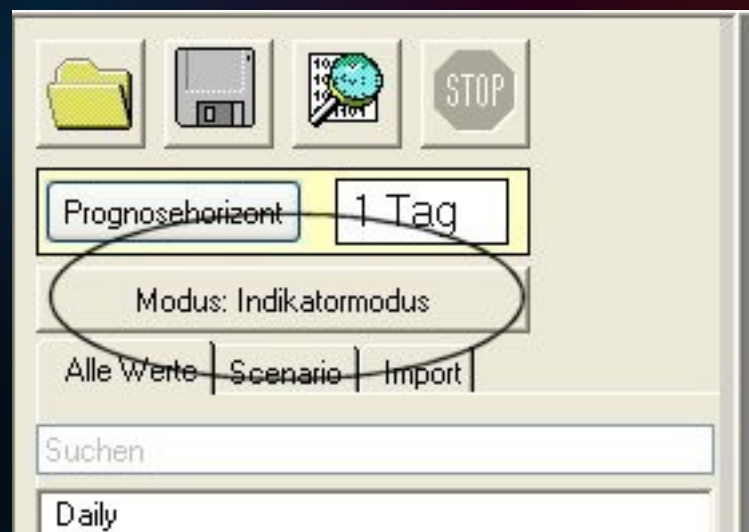 STOP
Prognosehorizont 1 Tag
Modus: Indikatormodus
Alle Werte Scenario Import
Suchen
Daily